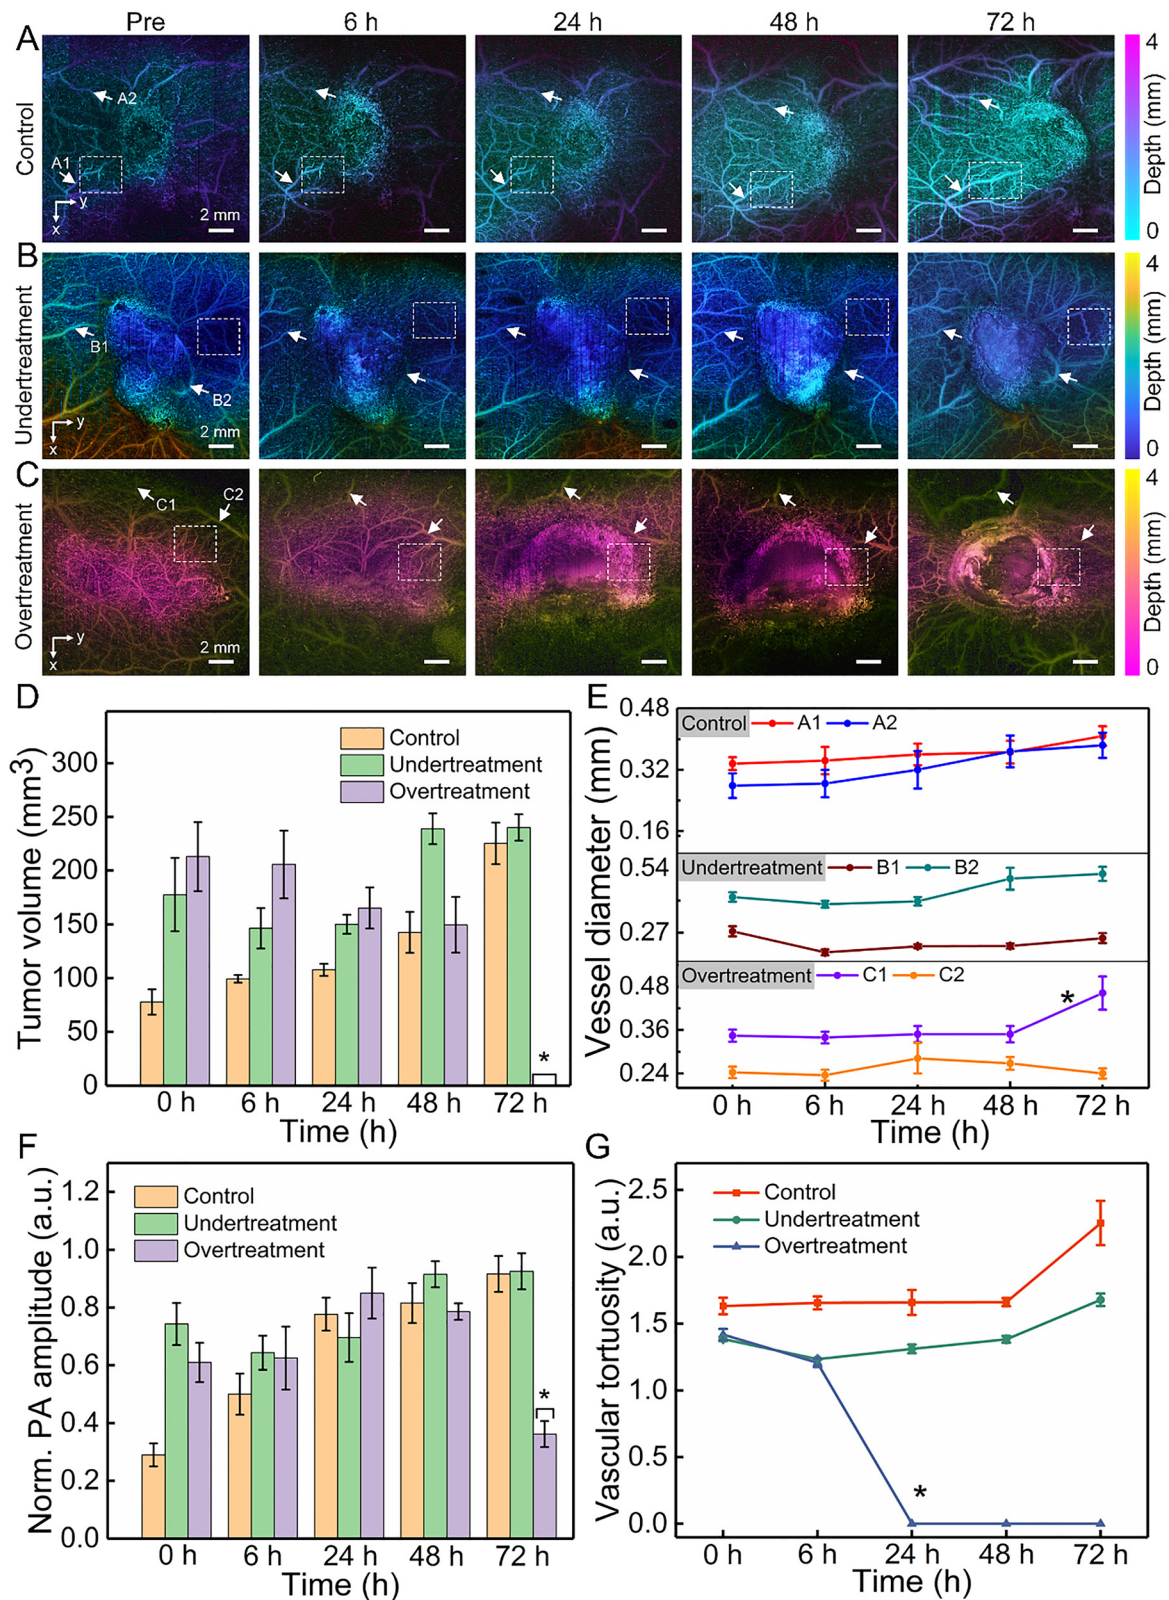 Pre 6 h 24 h 48 h 72 h
A
Control
A2
A1
y
x
2 mm
4
Depth (mm)
0
B
Undertreatment
B1
B2
y
x
2 mm
4
Depth (mm)
0
C
Overtreatment
C1
C2
y
x
2 mm
4
Depth (mm)
0
D
Tumor volume (mm3)
300
250
200
150
100
50
0
Control
Undertreatment
Overtreatment
*
0 h 6 h 24 h 48 h 72 h
Time (h)
E
Vessel diameter (mm)
0.48
0.32
0.16
0.54
0.27
0.48
0.36
0.24
Control A1 A2
Undertreatment B1 B2
Overtreatment C1 C2
*
0 h 6 h 24 h 48 h 72 h
Time (h)
F
Norm. PA amplitude (a.u.)
1.2
1.0
0.8
0.6
0.4
0.2
0.0
Control
Undertreatment
Overtreatment
*
0 h 6 h 24 h 48 h 72 h
Time (h)
G
Vascular tortuosity (a.u.)
2.5
2.0
1.5
1.0
0.5
0.0
Control
Undertreatment
Overtreatment
*
0 h 6 h 24 h 48 h 72 h
Time (h)